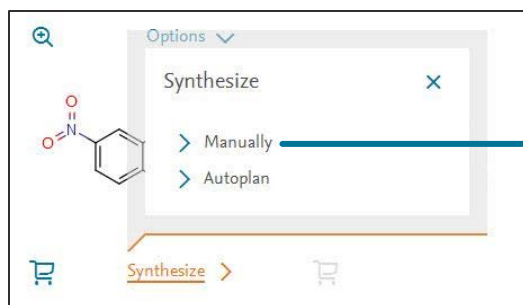 Options
Synthesize
O
N
O
Manually
Autoplan
Synthesize